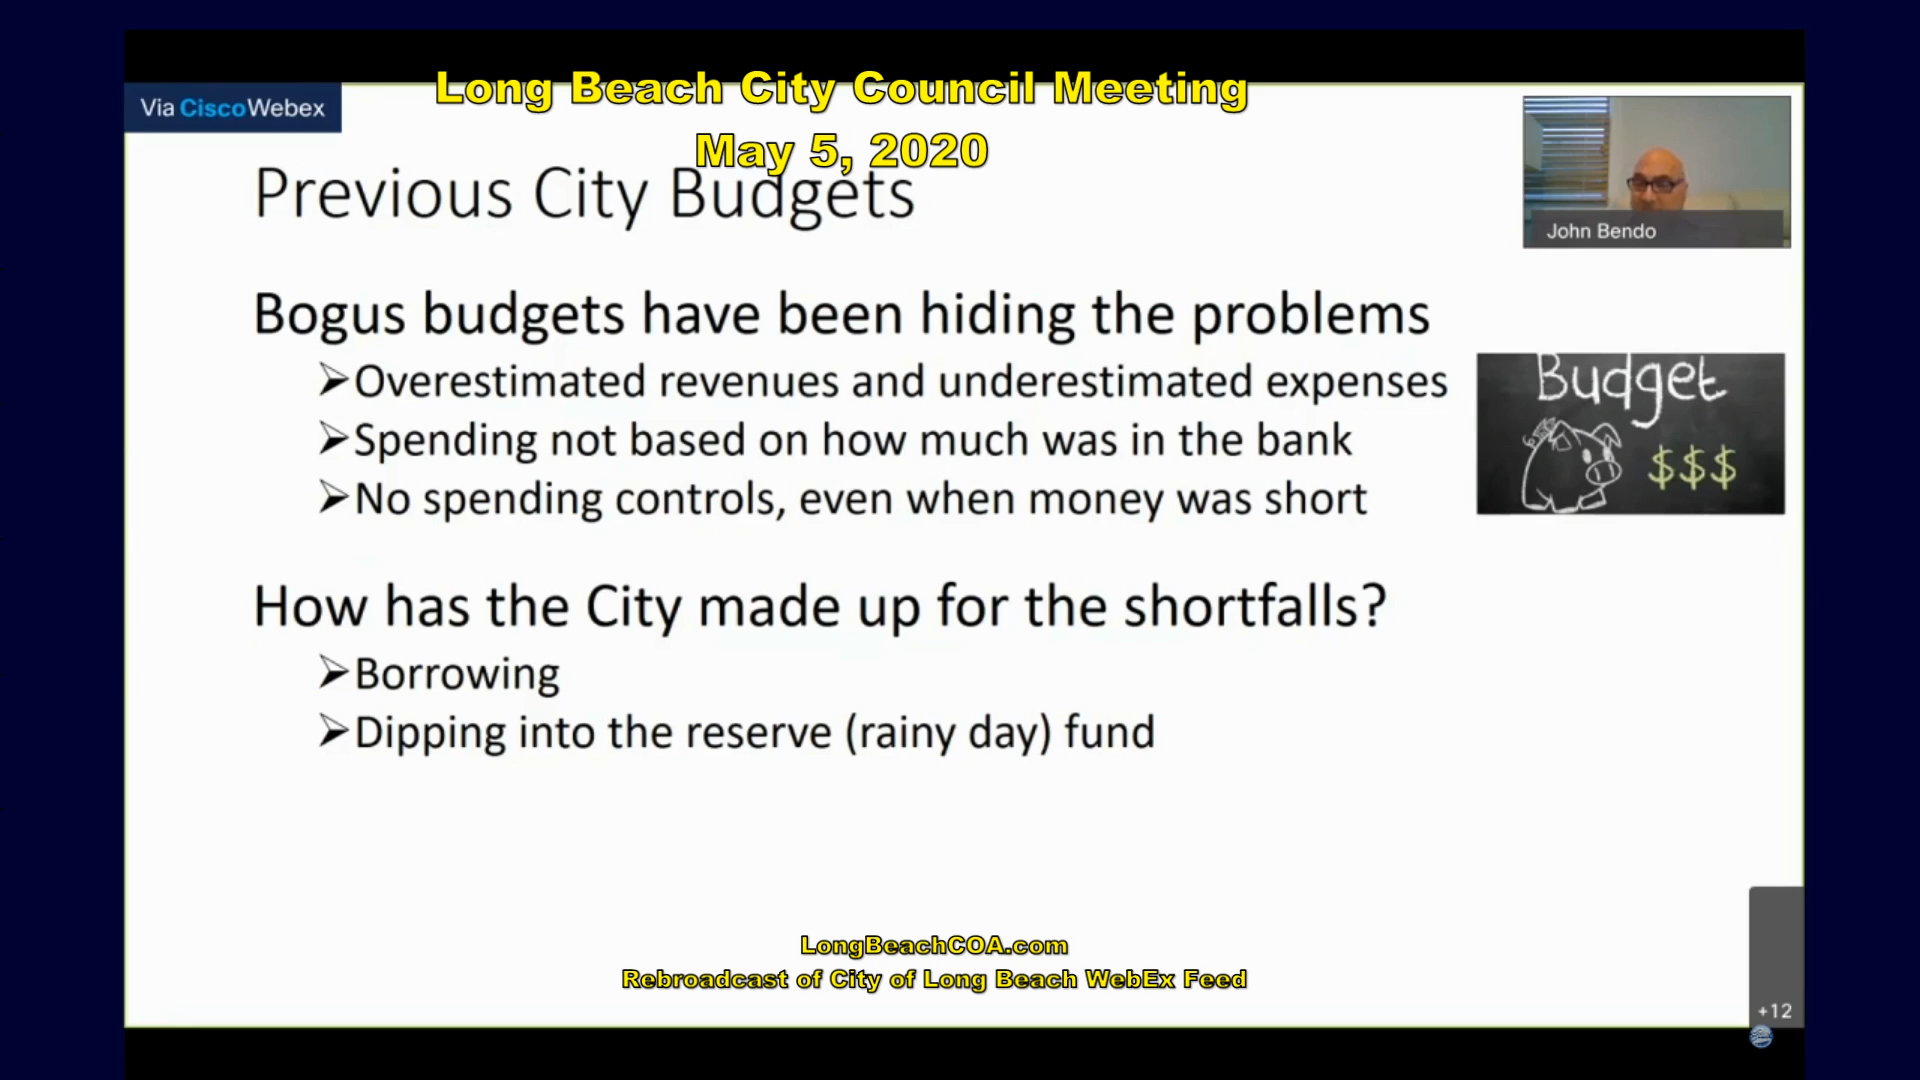 Long Beach City Council Meeting
May 5, 2020
Via CiscoWebex
Previous City Budgets
John Bendo
Bogus budgets have been hiding the problems
➢Overestimated revenues and underestimated expenses
➢Spending not based on how much was in the bank
➢No spending controls, even when money was short
Budget
$$$
How has the City made up for the shortfalls?
➢Borrowing
➢Dipping into the reserve (rainy day) fund
LongBeachCOA.com
Rebroadcast of City of Long Beach WebEx Feed
+12